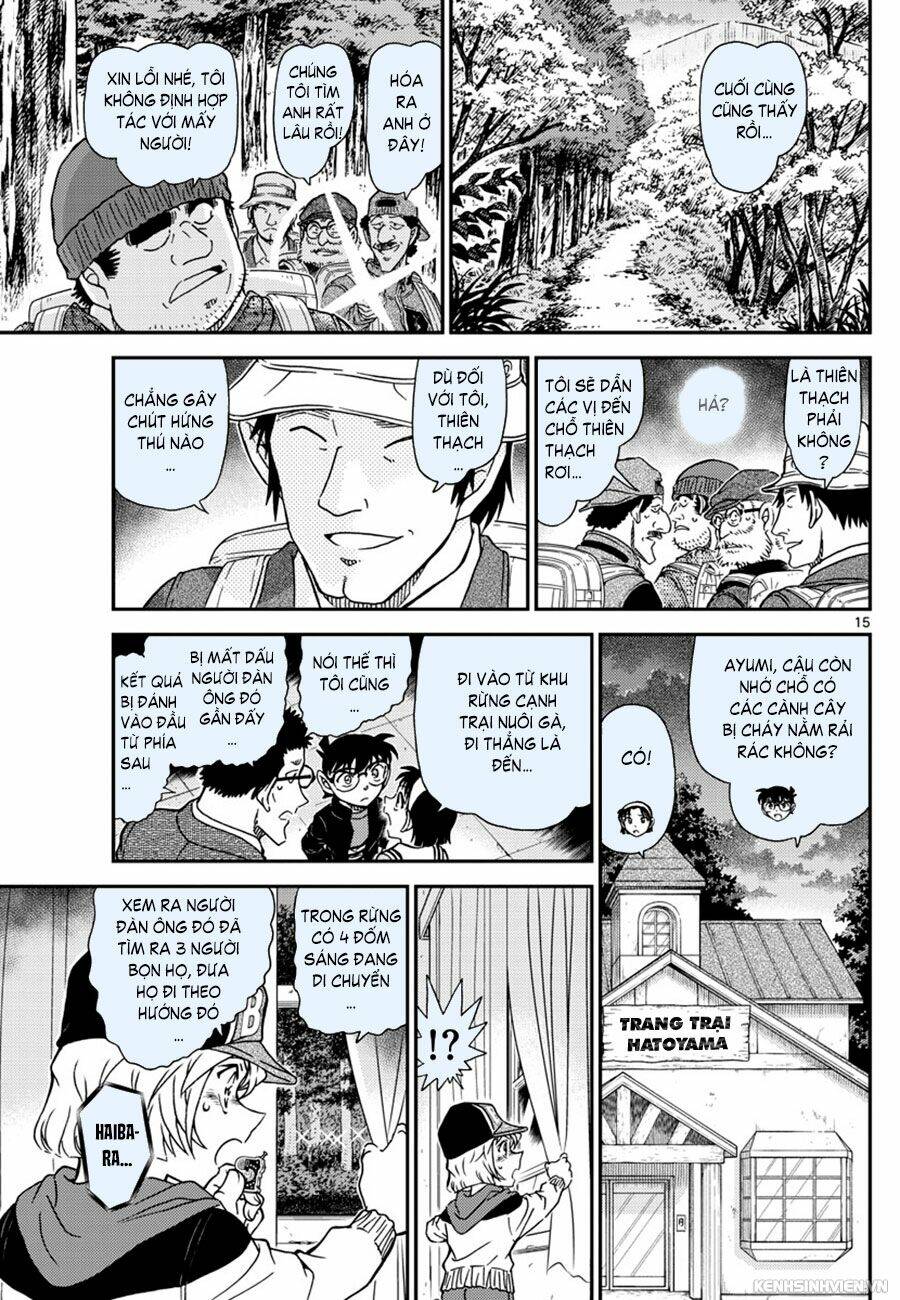 CUỐI CÙNG
CŨNG THẤY
RỒI...
HÓA
RA
ANH Ở
ĐÂY!
CHÚNG
TÔI TÌM
ANH RẤT
LÂU RỒI!
XIN LỖI NHÉ, TÔI
KHÔNG ĐỊNH HỢP
TÁC VỚI MẤY
NGƯỜI!
LÀ THIÊN
THẠCH
PHẢI
KHÔNG
?
HẢ?
TÔI SẼ DẪN
CÁC VỊ ĐẾN
CHỖ THIÊN
THẠCH
RƠI...
DÙ ĐỐI
VỚI TÔI,
THIÊN
THẠCH
...
CHẲNG GÂY
CHÚT HỨNG
THÚ NÀO
...
15
AYUMI, CẬU CÒN
NHỚ CHỖ CÓ
CÁC CÀNH CÂY
BỊ CHÁY NẰM RẢI
RÁC KHÔNG?
CÓ!
TRANG TRẠI
HATOYAMA
ĐI VÀO TỪ KHU
RỪNG CẠNH
TRẠI NUÔI GÀ,
ĐI THẲNG LÀ
ĐẾN...
NÓI THẾ THÌ
TÔI CŨNG
...
BỊ MẤT DẤU
NGƯỜI ĐÀN
ÔNG ĐÓ
GẦN ĐẤY
...
KẾT QUẢ
BỊ ĐÁNH
VÀO ĐẦU
TỪ PHÍA
SAU
...
!?
TRONG RỪNG
CÓ 4 ĐỐM
SÁNG ĐANG
DI CHUYỂN
...
XEM RA NGƯỜI
ĐÀN ÔNG ĐÓ ĐÃ
TÌM RA 3 NGƯỜI
BỌN HỌ, ĐƯA
HỌ ĐI THEO
HƯỚNG ĐÓ
...
B
HAIBA-
RA...
KENHSINHVIEN.VN